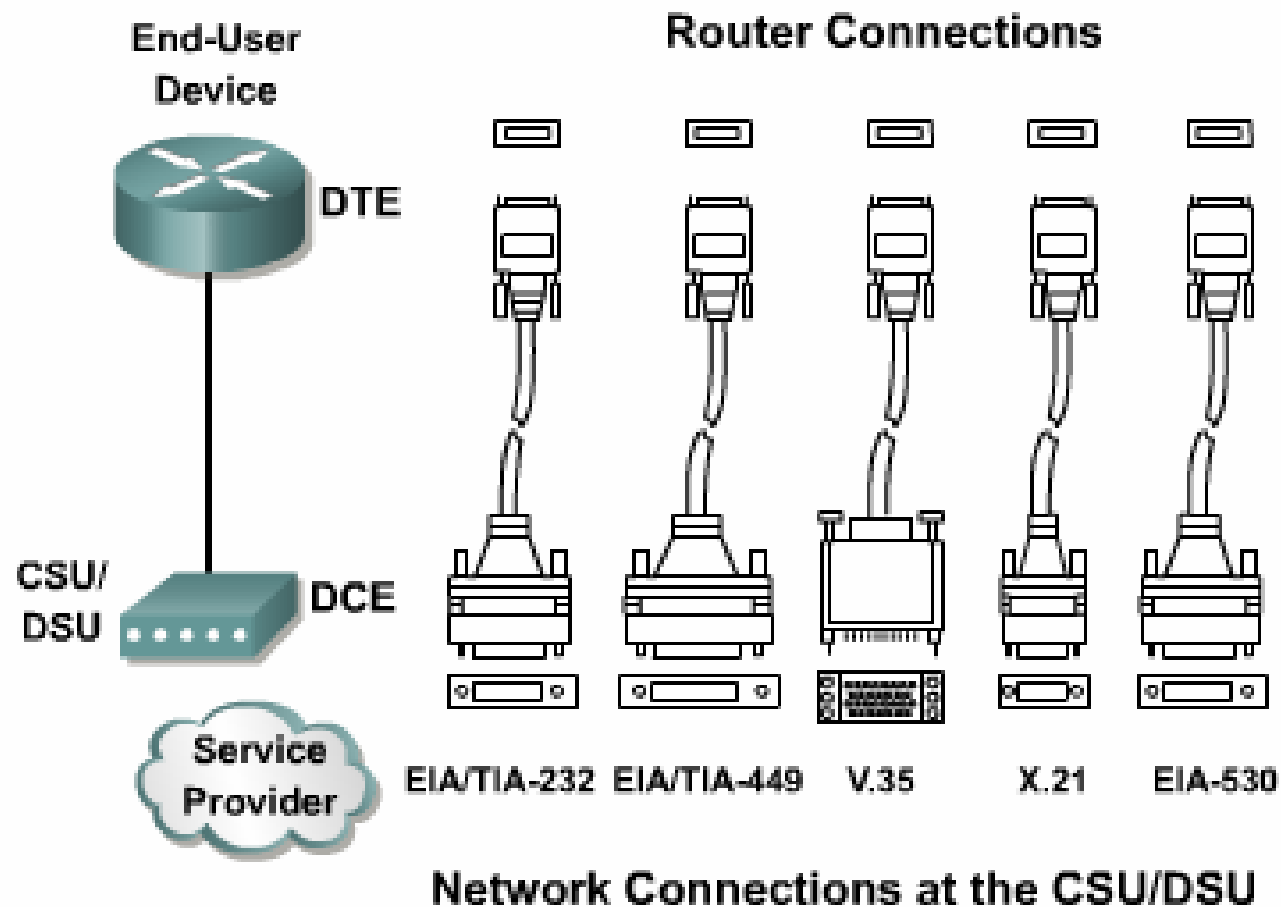 End-User
Device
Router Connections
DTE
CSU/
DSU
DCE
Service
Provider
EIA/TIA-232 EIA/TIA-449 V.35 X.21 EIA-530
Network Connections at the CSU/DSU